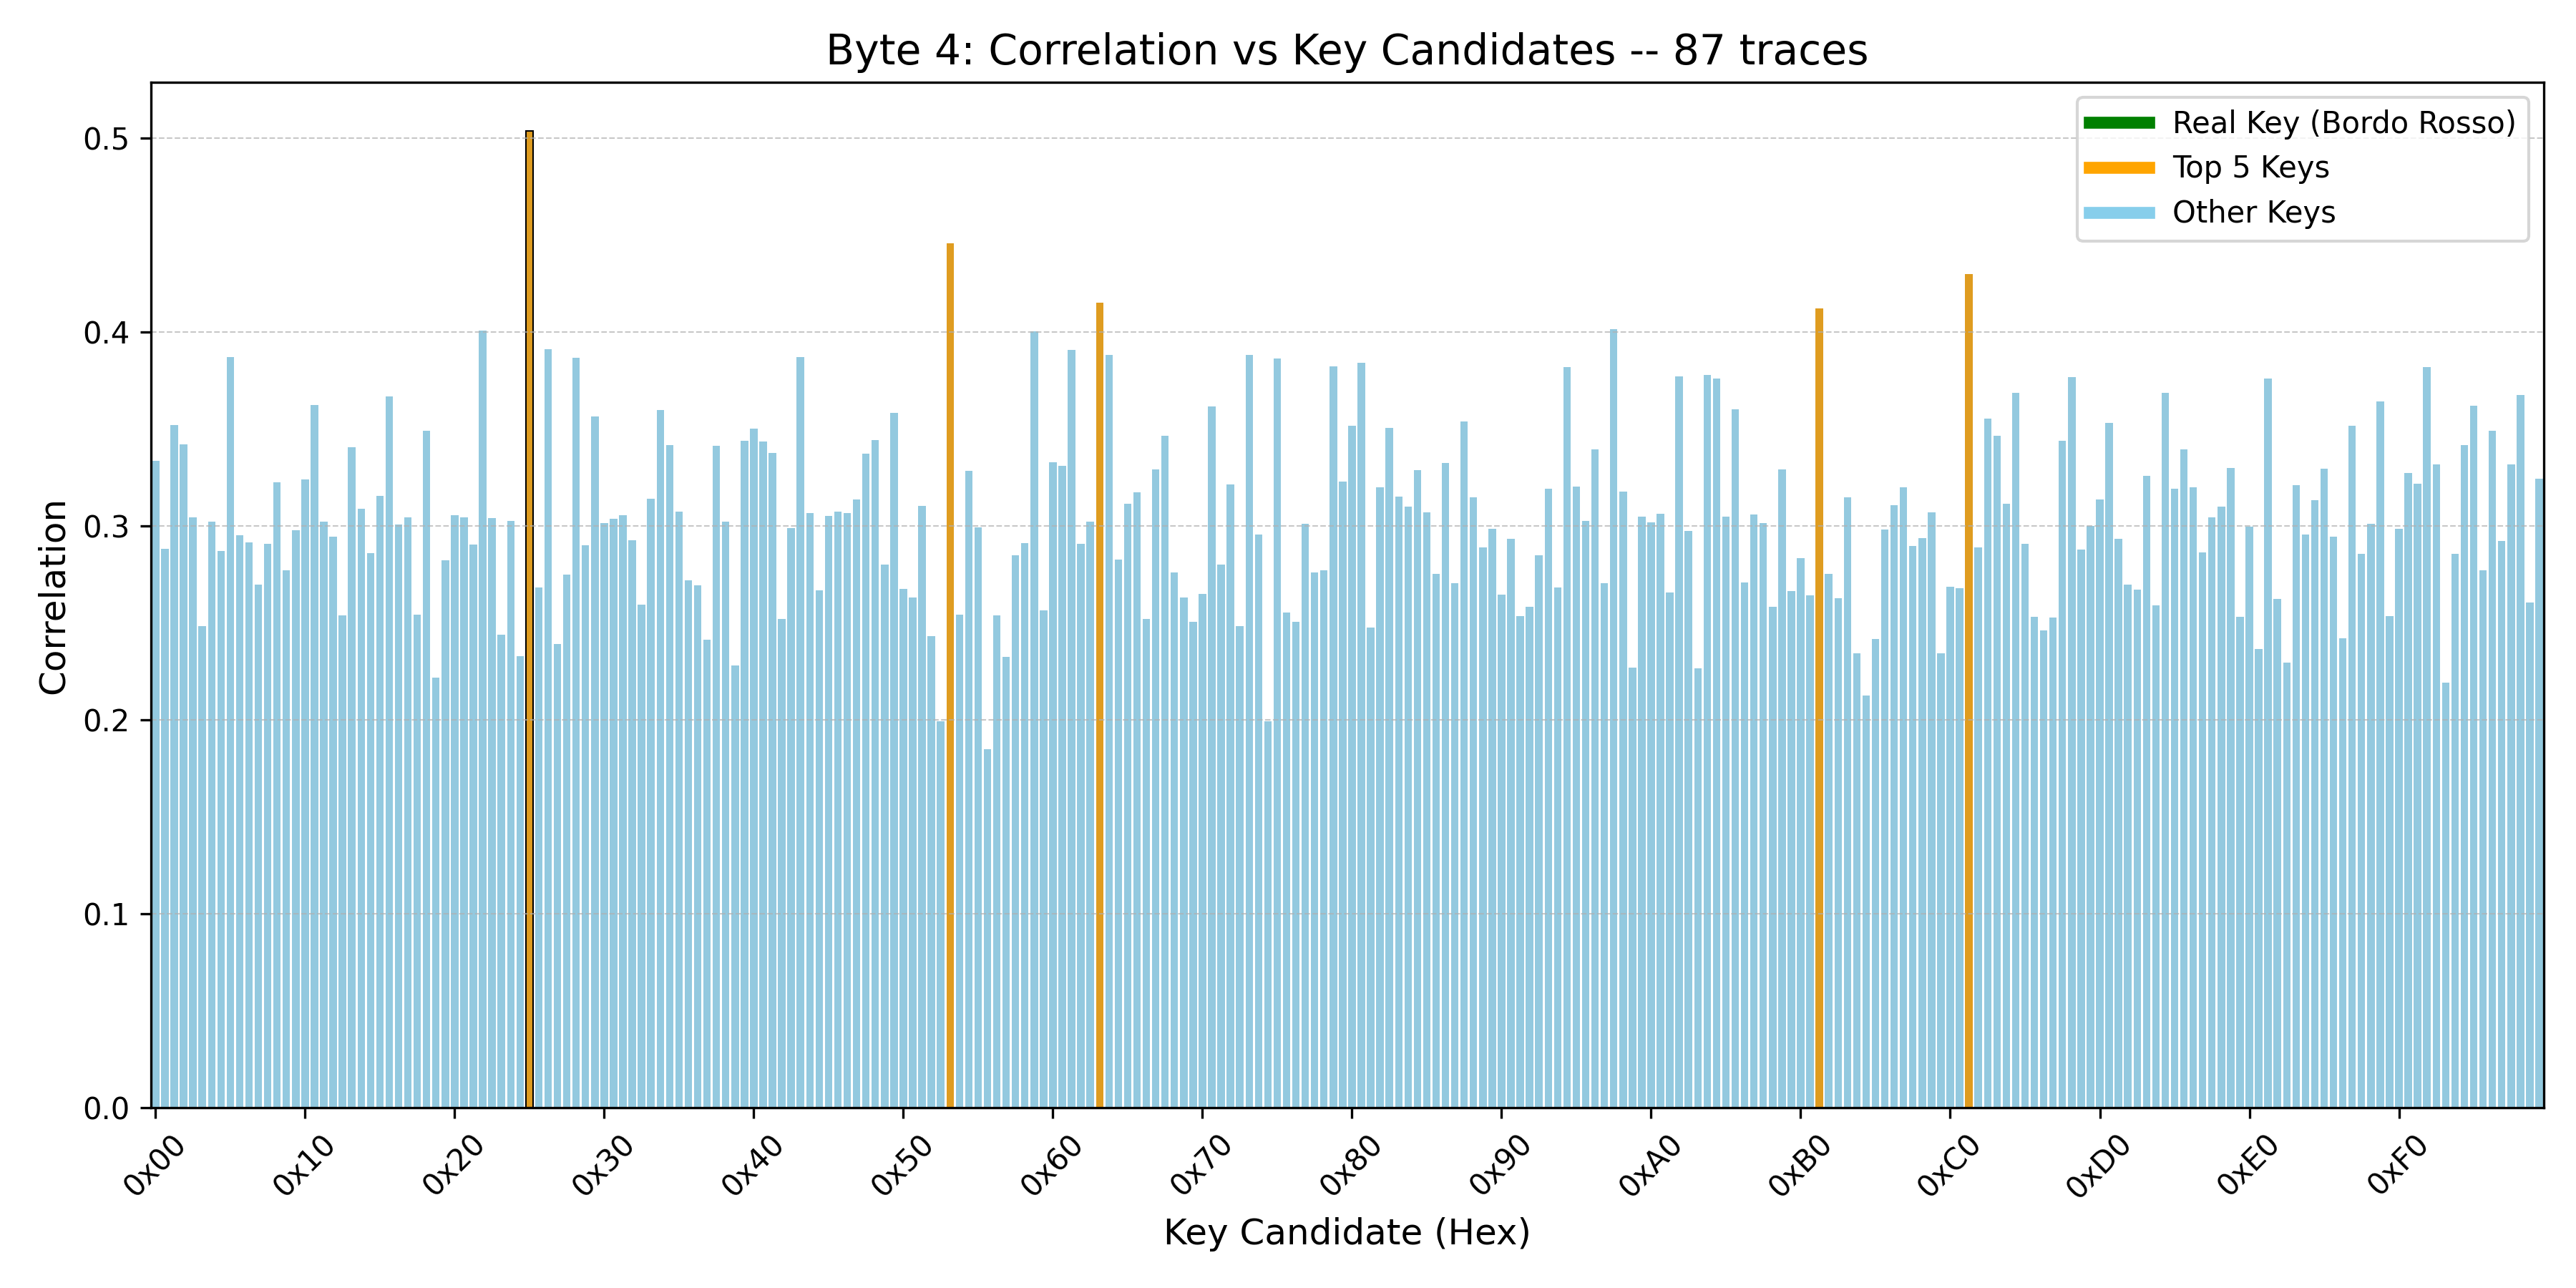 Byte 4: Correlation vs Key Candidates -- 87 traces
Real Key (Bordo Rosso)
Top 5 Keys
Other Keys
Correlation
0.5
0.4
0.3
0.2
0.1
0.0
0x00
0x10
0x20
0x30
0x40
0x50
0x60
0x70
0x80
0x90
0xA0
0xB0
0xC0
0xD0
0xE0
0xF0
Key Candidate (Hex)